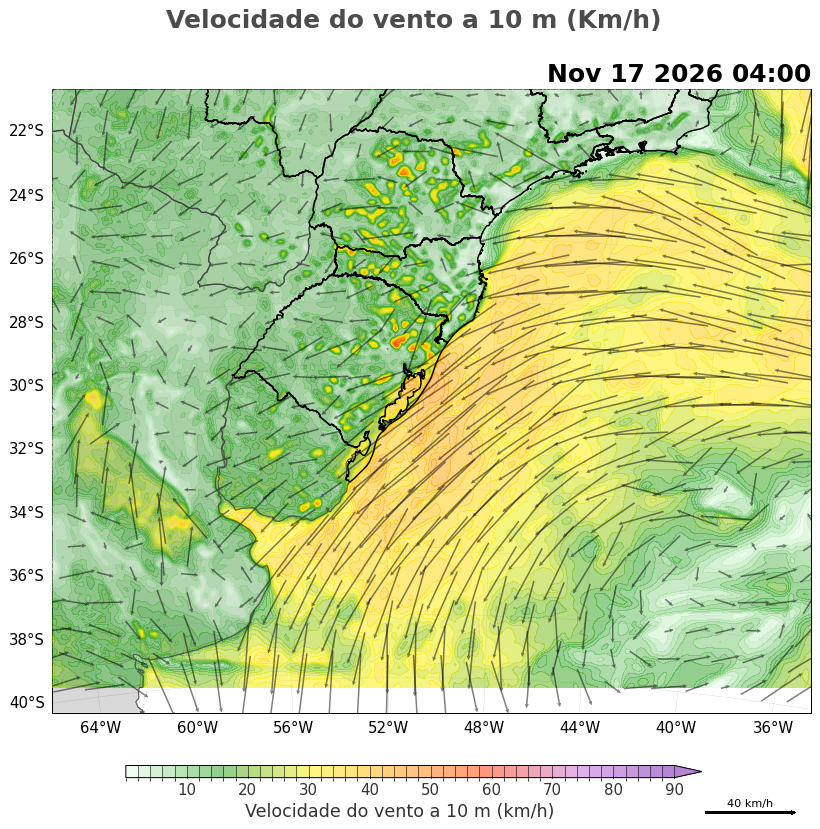 Velocidade do vento a 10 m (Km/h)
Nov 17 2026 04:00
22°S
24°S
26°S
28°S
30°S
32°S
34°S
36°S
38°S
40°S
64°W 60°W 56°W 52°W 48°W 44°W 40°W 36°W
10 20 30 40 50 60 70 80 90
Velocidade do vento a 10 m (km/h)
40 km/h